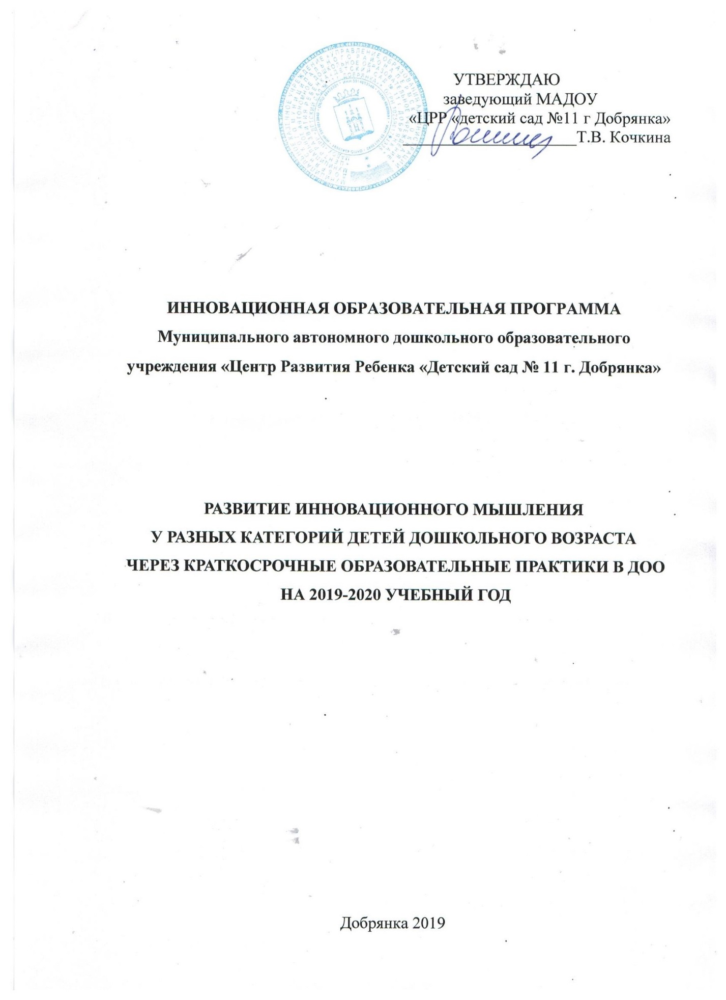 УТВЕРЖДАЮ
заведующий МАДОУ
«ЦРР «детский сад №11 г Добрянка»
Т.В. Кочкина
ИННОВАЦИОННАЯ ОБРАЗОВАТЕЛЬНАЯ ПРОГРАММА
Муниципального автономного дошкольного образовательного
учреждения «Центр Развития Ребенка «Детский сад № 11 г. Добрянка»
РАЗВИТИЕ ИННОВАЦИОННОГО МЫШЛЕНИЯ
У РАЗНЫХ КАТЕГОРИЙ ДЕТЕЙ ДОШКОЛЬНОГО ВОЗРАСТА
ЧЕРЕЗ КРАТКОСРОЧНЫЕ ОБРАЗОВАТЕЛЬНЫЕ ПРАКТИКИ В ДОО
НА 2019-2020 УЧЕБНЫЙ ГОД
Добрянка 2019